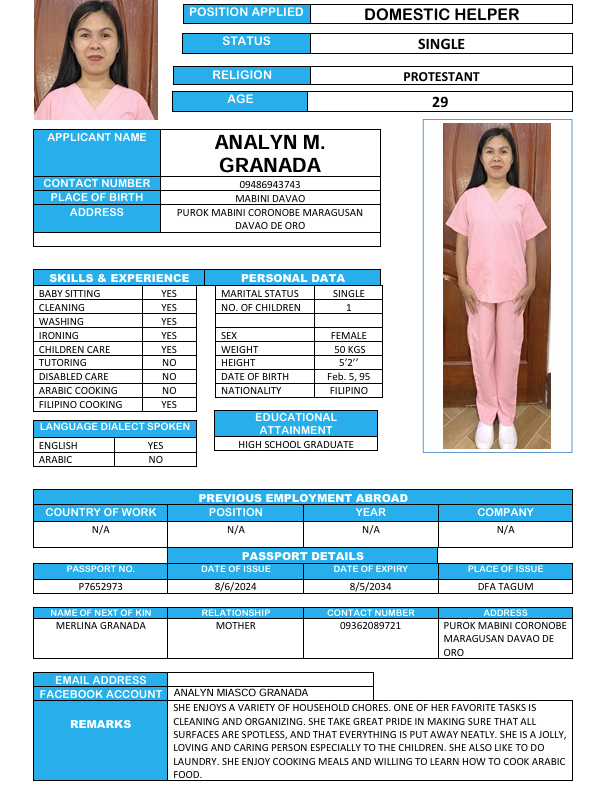 POSITION APPLIED DOMESTIC HELPER
STATUS SINGLE
RELIGION PROTESTANT
AGE 29
APPLICANT NAME ANALYN M.
GRANADA
CONTACT NUMBER 09486943743
PLACE OF BIRTH MABINI DAVAO
ADDRESS PUROK MABINI CORONOBE MARAGUSAN
DAVAO DE ORO
SKILLS & EXPERIENCE PERSONAL DATA
BABY SITTING YES MARITAL STATUS SINGLE
CLEANING YES NO. OF CHILDREN 1
WASHING YES
IRONING YES SEX FEMALE
CHILDREN CARE YES WEIGHT 50 KGS
TUTORING NO HEIGHT 5’2’’
DISABLED CARE NO DATE OF BIRTH Feb. 5, 95
ARABIC COOKING NO NATIONALITY FILIPINO
FILIPINO COOKING YES
LANGUAGE DIALECT SPOKEN
ENGLISH YES
ARABIC NO
EDUCATIONAL
ATTAINMENT
HIGH SCHOOL GRADUATE
PREVIOUS EMPLOYMENT ABROAD
COUNTRY OF WORK POSITION YEAR COMPANY
N/A N/A N/A N/A
PASSPORT DETAILS
PASSPORT NO. DATE OF ISSUE DATE OF EXPIRY PLACE OF ISSUE
P7652973 8/6/2024 8/5/2034 DFA TAGUM
NAME OF NEXT OF KIN RELATIONSHIP CONTACT NUMBER ADDRESS
MERLINA GRANADA MOTHER 09362089721 PUROK MABINI CORONOBE
MARAGUSAN DAVAO DE
ORO
EMAIL ADDRESS
FACEBOOK ACCOUNT ANALYN MIASCO GRANADA
REMARKS
SHE ENJOYS A VARIETY OF HOUSEHOLD CHORES. ONE OF HER FAVORITE TASKS IS
CLEANING AND ORGANIZING. SHE TAKE GREAT PRIDE IN MAKING SURE THAT ALL
SURFACES ARE SPOTLESS, AND THAT EVERYTHING IS PUT AWAY NEATLY. SHE IS A JOLLY,
LOVING AND CARING PERSON ESPECIALLY TO THE CHILDREN. SHE ALSO LIKE TO DO
LAUNDRY. SHE ENJOY COOKING MEALS AND WILLING TO LEARN HOW TO COOK ARABIC
FOOD.